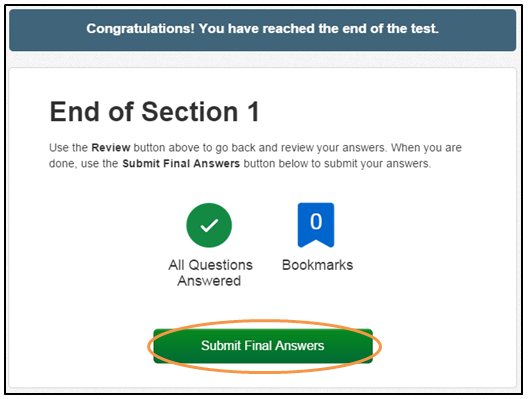 Congratulations! You have reached the end of the test.
End of Section 1
Use the Review button above to go back and review your answers. When you are
done, use the Submit Final Answers button below to submit your answers.
0
All Questions
Answered
Bookmarks
Submit Final Answers